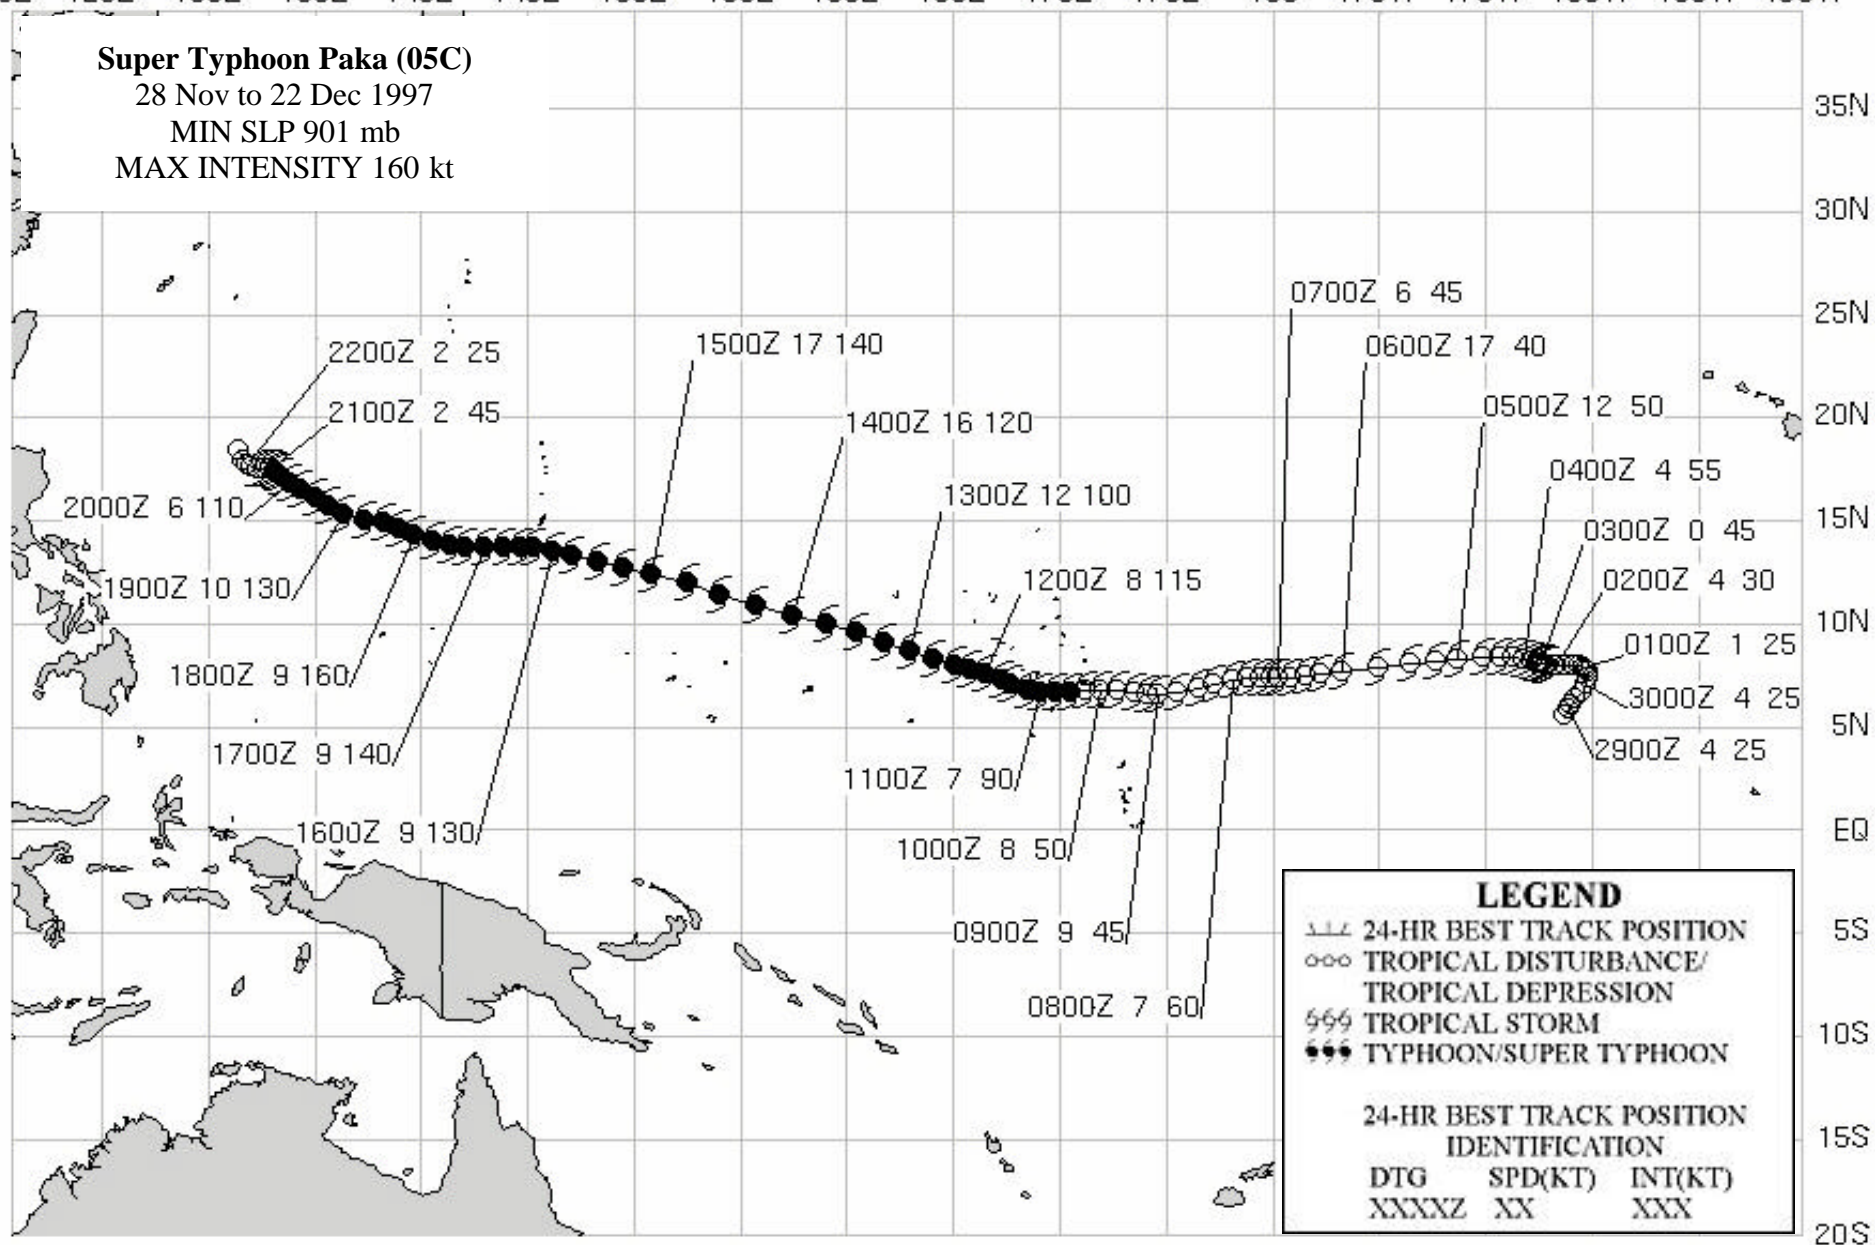 Super Typhoon Paka (05C)
28 Nov to 22 Dec 1997
MIN SLP 901 mb
MAX INTENSITY 160 kt
35N
30N
0700Z 6 45
25N
2200Z 2 25
1500Z 17 140
0600Z 17 40
2100Z 2 45
1400Z 16 120
0500Z 12 50
20N
2000Z 6 110
1300Z 12 100
0400Z 4 55
15N
0300Z 0 45
1900Z 10 130
1200Z 8 115
0200Z 4 30
10N
0100Z 1 25
1800Z 9 160
3000Z 4 25
5N
1700Z 9 140
1100Z 7 90
2900Z 4 25
1600Z 9 130
1000Z 8 50
EQ
0900Z 9 45
5S
0800Z 7 60
10S
15S
20S
LEGEND
24-HR BEST TRACK POSITION
TROPICAL DISTURBANCE/
TROPICAL DEPRESSION
TROPICAL STORM
TYPHOON/SUPER TYPHOON
24-HR BEST TRACK POSITION
IDENTIFICATION
DTG SPD(KT) INT(KT)
XXXXZ XX XXX